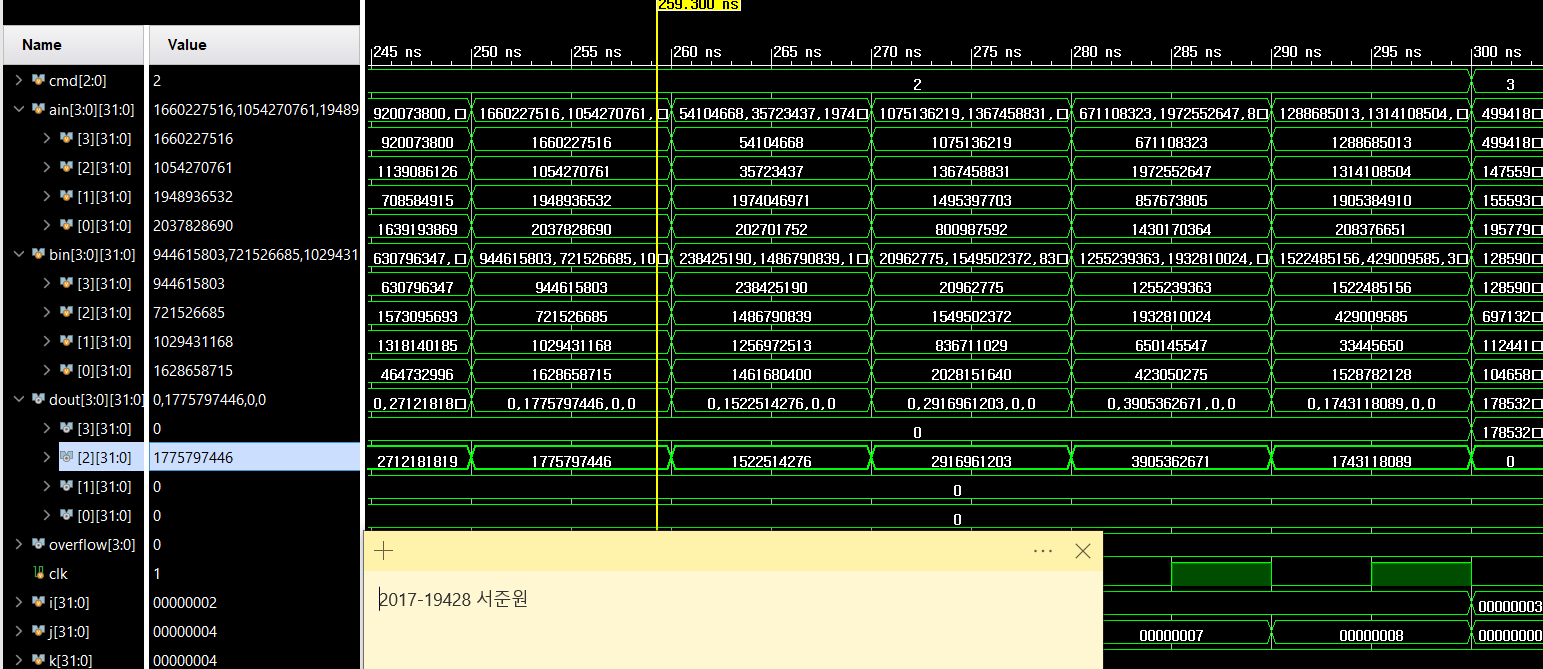 259.300 ns
Name Value
245 ns 250 ns 255 ns 260 ns 265 ns 270 ns 275 ns 280 ns 285 ns 290 ns 295 ns 300 ns
cmd[2:0] 2 2 3
ain[3:0][31:0] 1660227516,1054270761,19489 920073800, 1660227516,1054270761, 54104668,35723437,1974 1075136219,1367458831, 671108323,1972552647,8 1288685013,1314108504, 499418
[3][31:0] 1660227516 920073800 1660227516 54104668 1075136219 671108323 1288685013 499418
[2][31:0] 1054270761 1139086126 1054270761 35723437 1367458831 1972552647 1314108504 147559
[1][31:0] 1948936532 708584915 1948936532 1974046971 1495397703 857673805 1905384910 155593
[0][31:0] 2037828690 1639193869 2037828690 202701752 800987592 1430170364 208376651 195779
bin[3:0][31:0] 944615803,721526685,1029431 630796347, 944615803,721526685,10 238425190,1486790839,1 20962775,1549502372,83 1255239363,1932810024, 1522485156,429009585,3 128590
[3][31:0] 944615803 630796347 944615803 238425190 20962775 1255239363 1522485156 128590
[2][31:0] 721526685 1573095693 721526685 1486790839 1549502372 1932810024 429009585 697132
[1][31:0] 1029431168 1318140185 1029431168 1256972513 836711029 650145547 33445650 112441
[0][31:0] 1628658715 464732996 1628658715 1461680400 2028151640 423050275 1528782128 104658
dout[3:0][31:0] 0,1775797446,0,0 0,27121818 0,1775797446,0,0 0,1522514276,0,0 0,2916961203,0,0 0,3905362671,0,0 0,1743118089,0,0 178532
[3][31:0] 0 0 178532
[2][31:0] 1775797446 2712181819 1775797446 1522514276 2916961203 3905362671 1743118089 0
[1][31:0] 0 0
[0][31:0] 0 0
overflow[3:0] 0
clk 1
i[31:0] 00000002 00000003
j[31:0] 00000004 00000007 00000008 00000000
k[31:0] 00000004
2017-19428 서준원